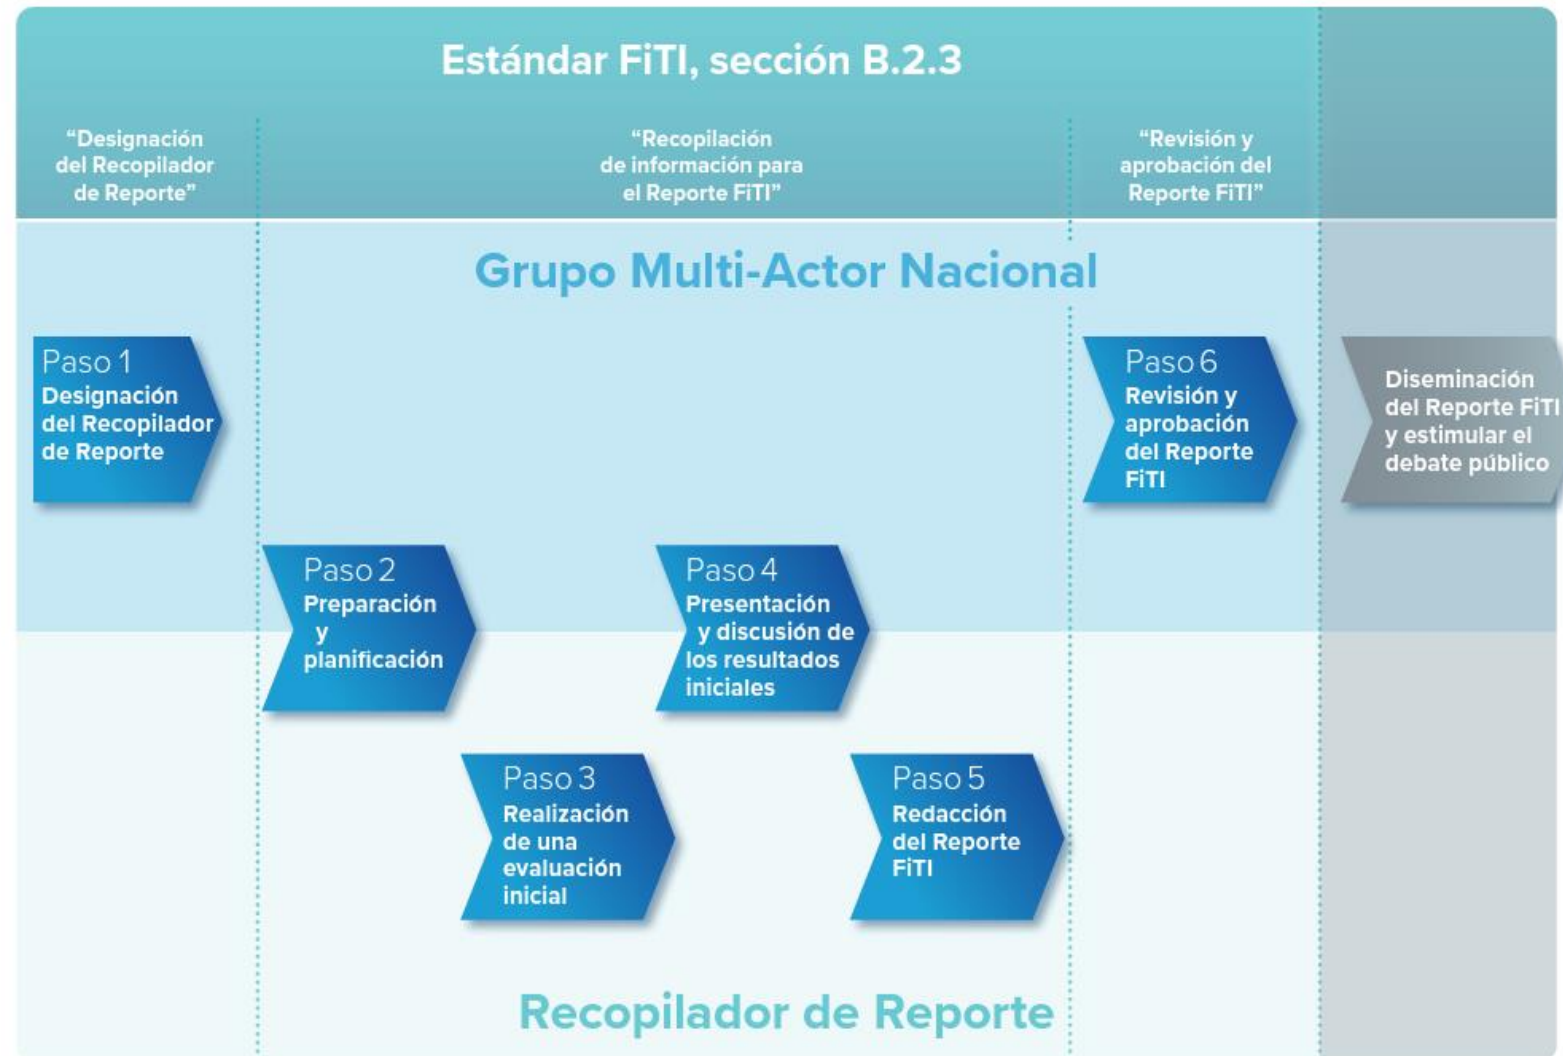 Estándar FiTI, sección B.2.3
“Designación
del Recopilador
de Reporte”
“Recopilación
de información para
el Reporte FiTI”
“Revisión y
aprobación del
Reporte FiTI”
Grupo Multi-Actor Nacional
Paso 1
Designación
del Recopilador
de Reporte
Paso 2
Preparación
y
planificación
Paso 3
Realización
de una
evaluación
inicial
Paso 4
Presentación
y discusión de
los resultados
iniciales
Paso 5
Redacción
del Reporte
FiTI
Paso 6
Revisión y
aprobación
del Reporte
FiTI
Diseminación
del Reporte FiTI
y estimular el
debate público
Recopilador de Reporte